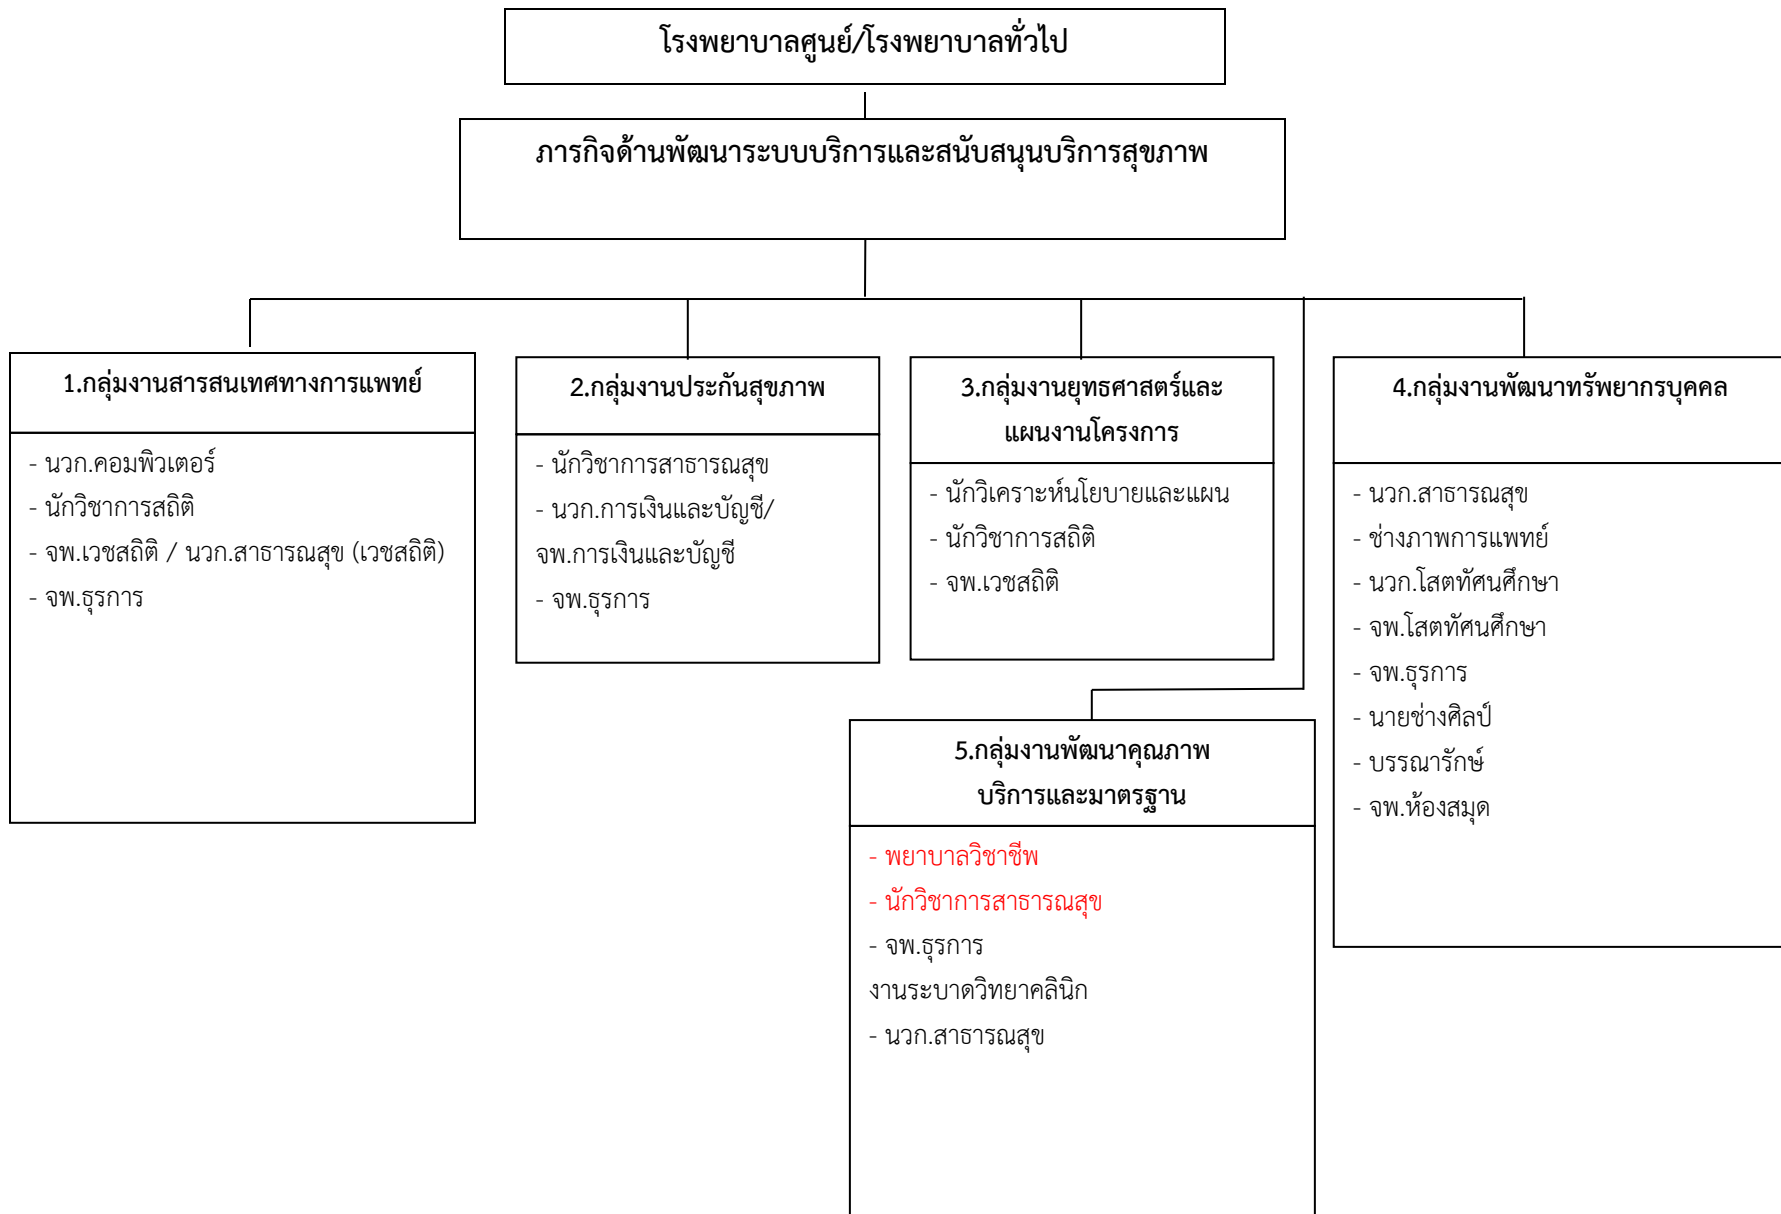 โรงพยาบาลศูนย์/โรงพยาบาลทั่วไป
ภารกิจด้านพัฒนาระบบบริการและสนับสนุนบริการสุขภาพ
1.กลุ่มงานสารสนเทศทางการแพทย์
- นวก.คอมพิวเตอร์
- นักวิชาการสถิติ
- จพ.เวชสถิติ / นวก.สาธารณสุข (เวชสถิติ)
- จพ.ธุรการ
2.กลุ่มงานประกันสุขภาพ
- นักวิชาการสาธารณสุข
- นวก.การเงินและบัญชี/
จพ.การเงินและบัญชี
- จพ.ธุรการ
3.กลุ่มงานยุทธศาสตร์และ
แผนงานโครงการ
- นักวิเคราะห์นโยบายและแผน
- นักวิชาการสถิติ
- จพ.เวชสถิติ
4.กลุ่มงานพัฒนาทรัพยากรบุคคล
- นวก.สาธารณสุข
- ช่างภาพการแพทย์
- นวก.โสตทัศนศึกษา
- จพ.โสตทัศนศึกษา
- จพ.ธุรการ
- นายช่างศิลป์
- บรรณารักษ์
- จพ.ห้องสมุด
5.กลุ่มงานพัฒนาคุณภาพ
บริการและมาตรฐาน
- พยาบาลวิชาชีพ
- นักวิชาการสาธารณสุข
- จพ.ธุรการ
งานระบาดวิทยาคลินิก
- นวก.สาธารณสุข